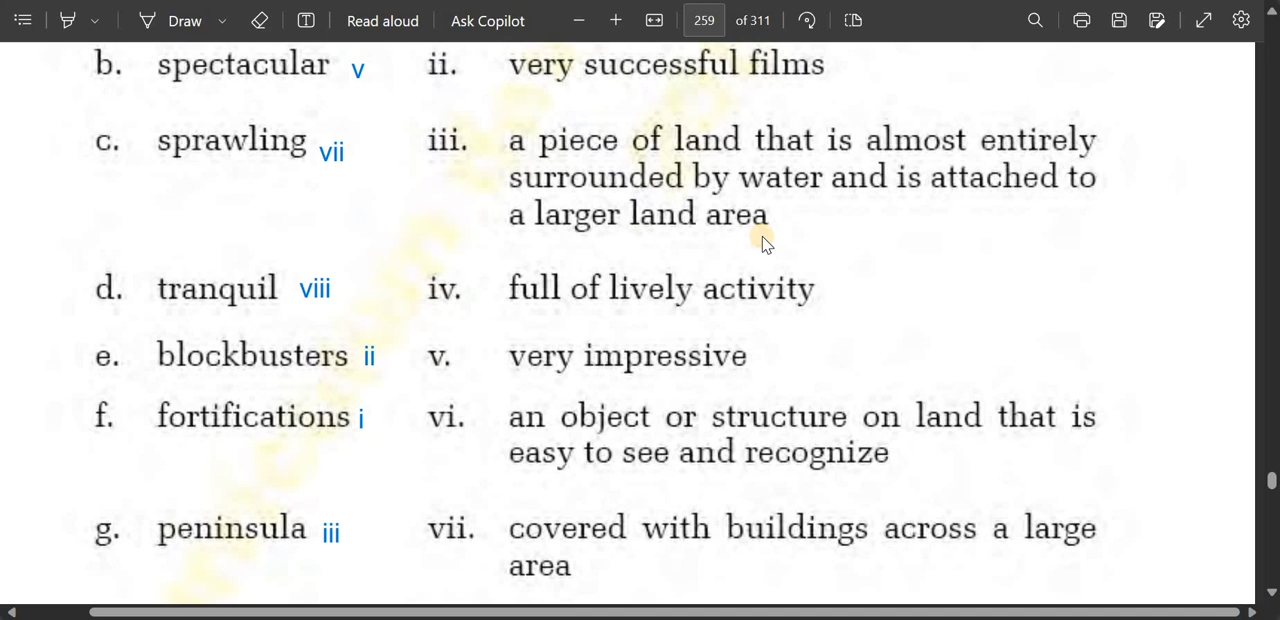 Draw Read aloud Ask Copilot 259 of 311
b. spectacular v ii. very successful films
c. sprawling vii iii. a piece of land that is almost entirely
surrounded by water and is attached to
a larger land area
d. tranquil viii iv. full of lively activity
e. blockbusters ii v. very impressive
f. fortifications i vi. an object or structure on land that is
easy to see and recognize
g. peninsula iii vii. covered with buildings across a large
area